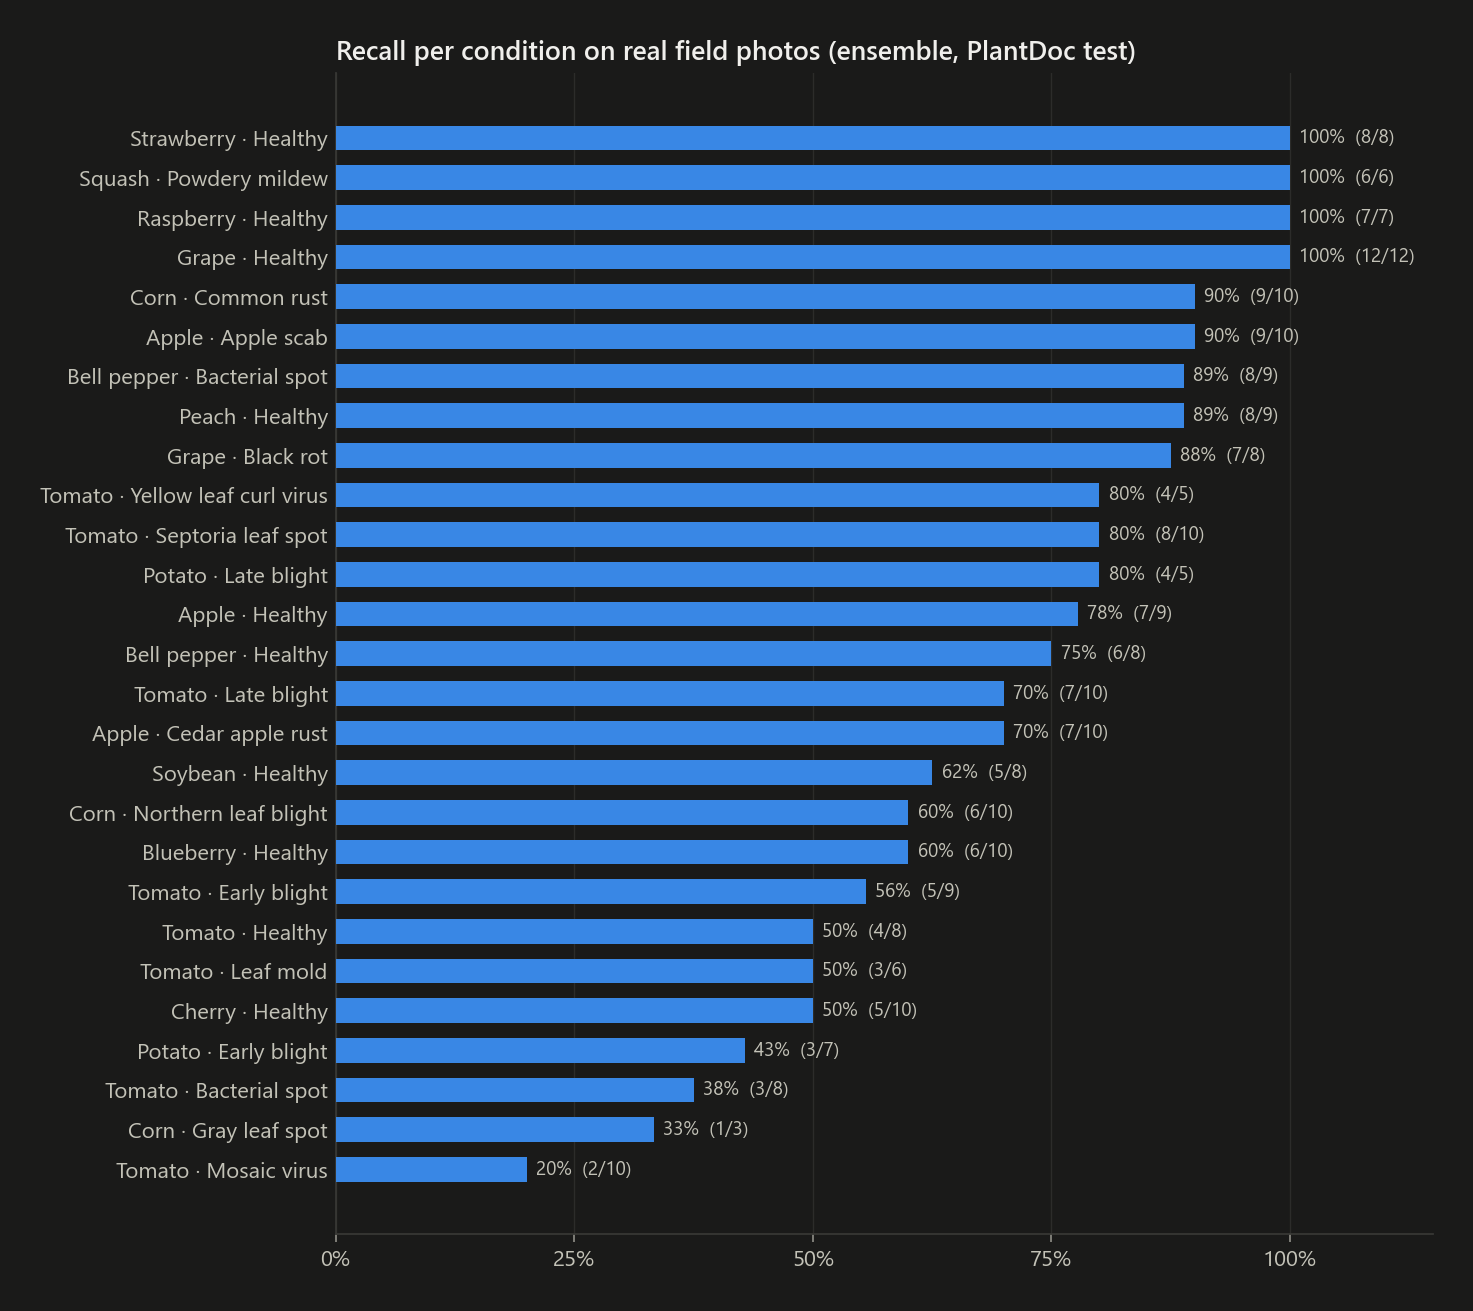 Recall per condition on real field photos (ensemble, PlantDoc test)
Strawberry · Healthy 100% (8/8)
Squash · Powdery mildew 100% (6/6)
Raspberry · Healthy 100% (7/7)
Grape · Healthy 100% (12/12)
Corn · Common rust 90% (9/10)
Apple · Apple scab 90% (9/10)
Bell pepper · Bacterial spot 89% (8/9)
Peach · Healthy 89% (8/9)
Grape · Black rot 88% (7/8)
Tomato · Yellow leaf curl virus 80% (4/5)
Tomato · Septoria leaf spot 80% (8/10)
Potato · Late blight 80% (4/5)
Apple · Healthy 78% (7/9)
Bell pepper · Healthy 75% (6/8)
Tomato · Late blight 70% (7/10)
Apple · Cedar apple rust 70% (7/10)
Soybean · Healthy 62% (5/8)
Corn · Northern leaf blight 60% (6/10)
Blueberry · Healthy 60% (6/10)
Tomato · Early blight 56% (5/9)
Tomato · Healthy 50% (4/8)
Tomato · Leaf mold 50% (3/6)
Cherry · Healthy 50% (5/10)
Potato · Early blight 43% (3/7)
Tomato · Bacterial spot 38% (3/8)
Corn · Gray leaf spot 33% (1/3)
Tomato · Mosaic virus 20% (2/10)
0% 25% 50% 75% 100%